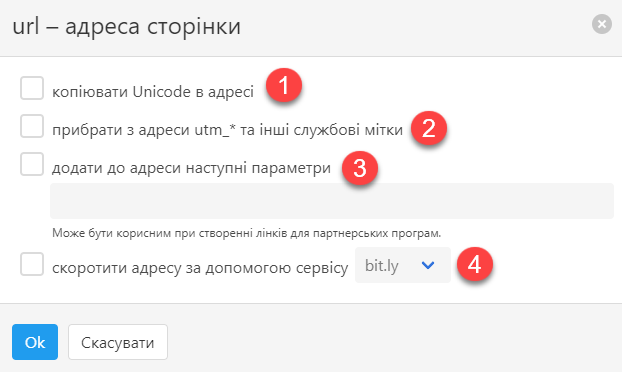 url – адреса сторінки
копіювати Unicode в адресі 1
прибрати з адреси utm_* та інші службові мітки 2
додати до адреси наступні параметри 3
Може бути корисним при створенні лінків для партнерських програм.
скоротити адресу за допомогою сервісу bit.ly 4
Ok Скасувати